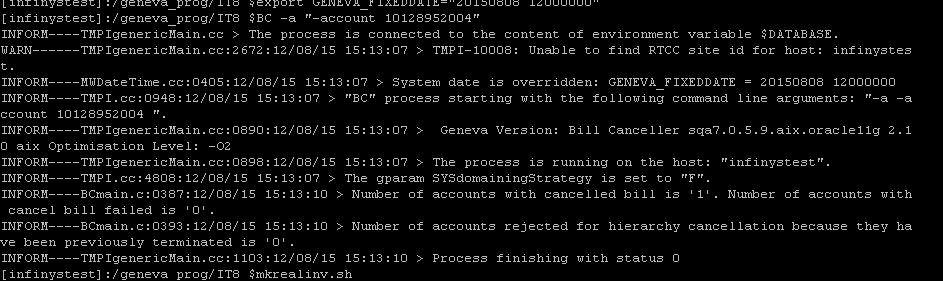 [infinystest]:/geneva_prog/IT8 $export GENEVA_FIXEDDATE="20150808 12000000"
[infinystest]:/geneva_prog/IT8 $BC -a "-account 10128952004"
INFORM----TMPIgenericMain.cc > The process is connected to the content of environment variable $DATABASE.
WARN------TMPIgenericMain.cc:2672:12/08/15 15:13:07 > TMPI-10008: Unable to find RTCC site id for host: infinystes
t.
INFORM----MWDateTime.cc:0405:12/08/15 15:13:07 > System date is overridden: GENEVA_FIXEDDATE = 20150808 12000000
INFORM----TMPI.cc:0948:12/08/15 15:13:07 > "BC" process starting with the following command line arguments: "-a -a
ccount 10128952004 ".
INFORM----TMPIgenericMain.cc:0890:12/08/15 15:13:07 >  Geneva Version: Bill Canceller sqa7.0.5.9.aix.oracle11g 2.1
0 aix Optimisation Level: -O2
INFORM----TMPIgenericMain.cc:0898:12/08/15 15:13:07 > The process is running on the host: "infinystest".
INFORM----TMPI.cc:4808:12/08/15 15:13:07 > The gparam SYSdomainingStrategy is set to "F".
INFORM----BCmain.c:0387:12/08/15 15:13:10 > Number of accounts with cancelled bill is '1'. Number of accounts with
 cancel bill failed is '0'.
INFORM----BCmain.c:0393:12/08/15 15:13:10 > Number of accounts rejected for hierarchy cancellation because they ha
ve been previously terminated is '0'.
INFORM----TMPIgenericMain.cc:1103:12/08/15 15:13:10 > Process finishing with status 0
[infinystest]:/geneva_prog/IT8 $mkrealinv.sh